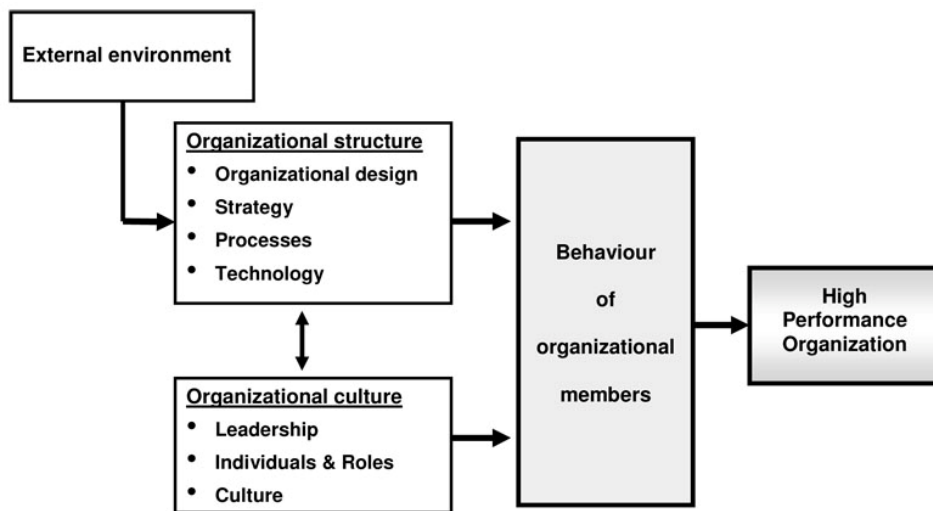 External environment
Organizational structure
• Organizational design
• Strategy
• Processes
• Technology
Organizational culture
• Leadership
• Individuals & Roles
• Culture
Behaviour
of
organizational
members
High
Performance
Organization